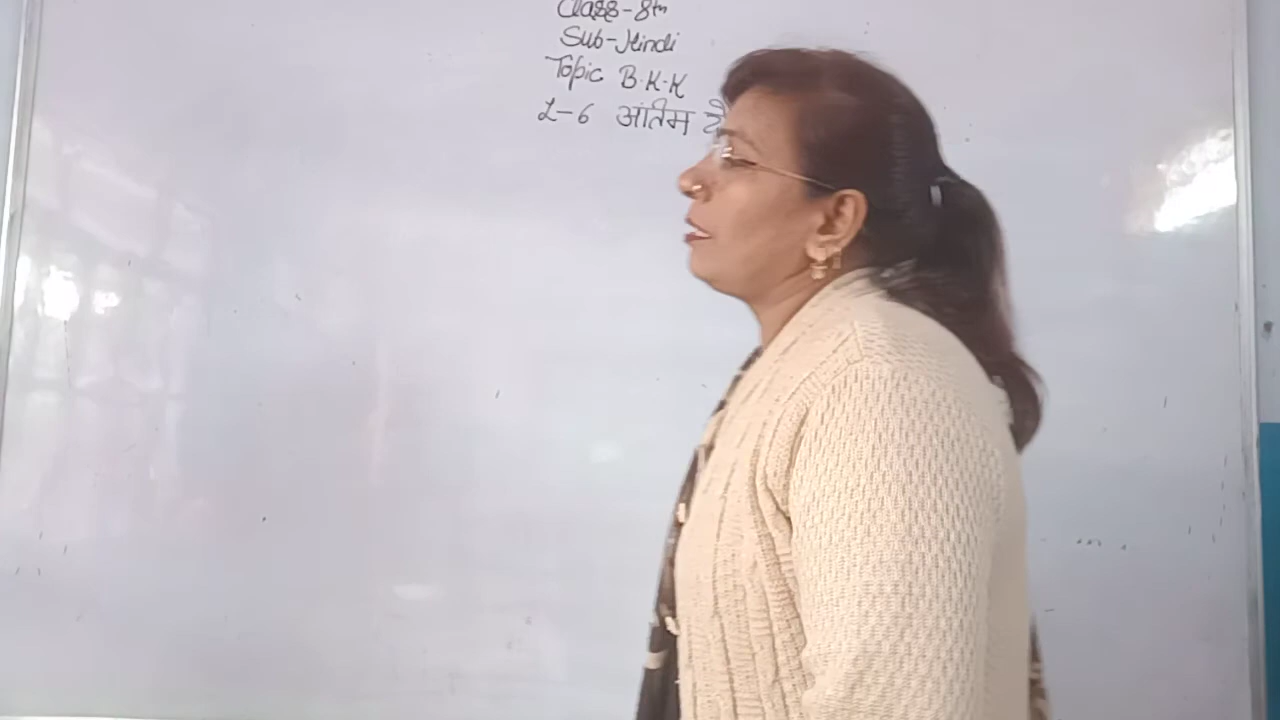 Class-8th
Sub-Hindi
Topic B.K.K
L-6 अंतिम